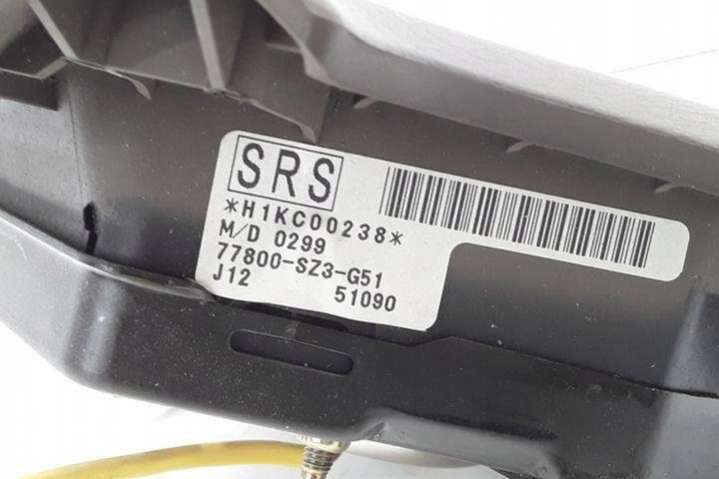 SRS
*H1KC00238*
M/D 0299
77800-SZ3-G51
J12 51090